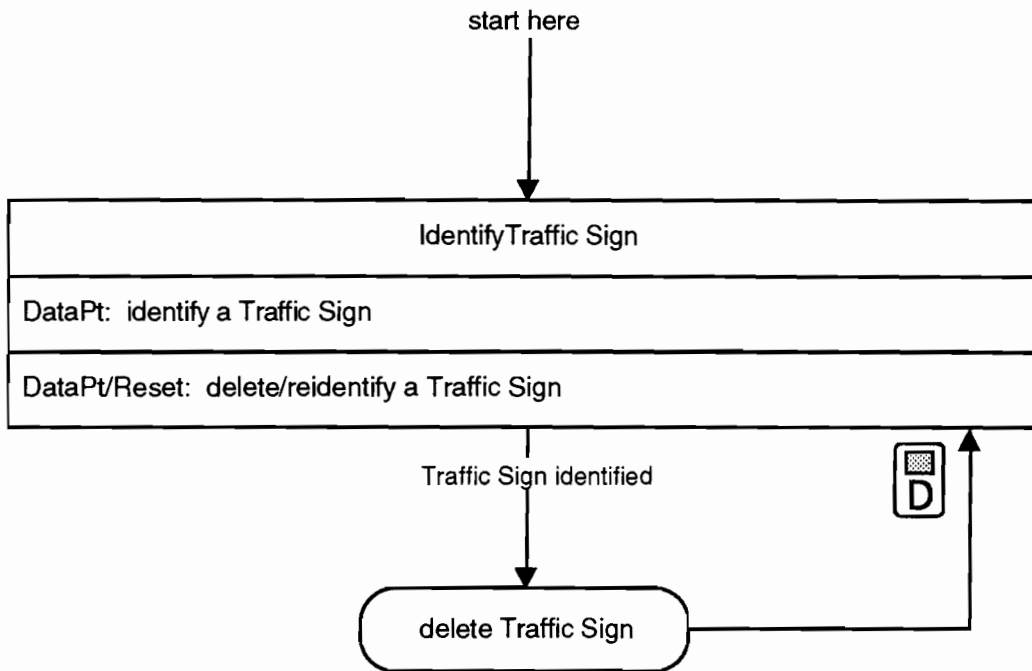 start here
IdentifyTraffic Sign
DataPt: identify a Traffic Sign
DataPt/Reset: delete/reidentify a Traffic Sign
Traffic Sign identified
D
delete Traffic Sign